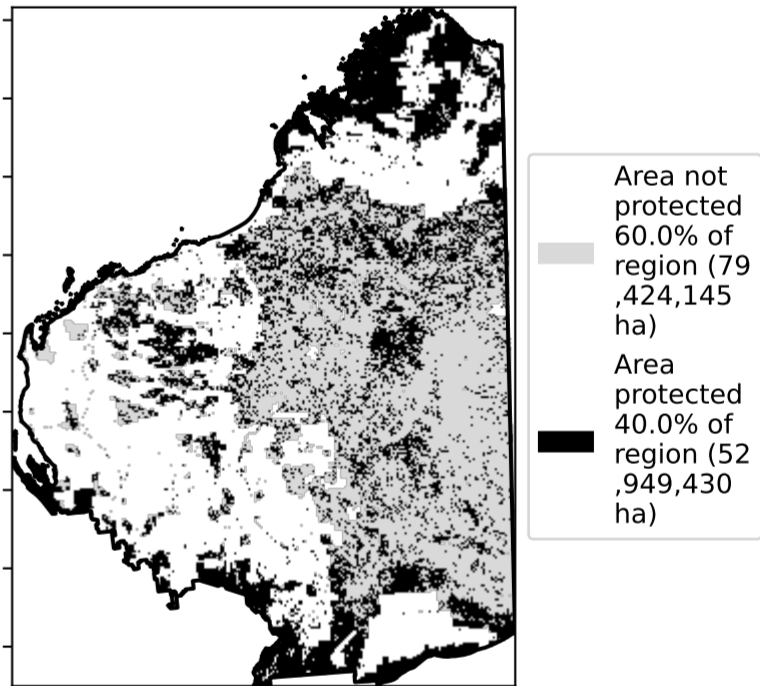 Area not
protected
60.0% of
region (79
,424,145
ha)
Area
protected
40.0% of
region (52
,949,430
ha)